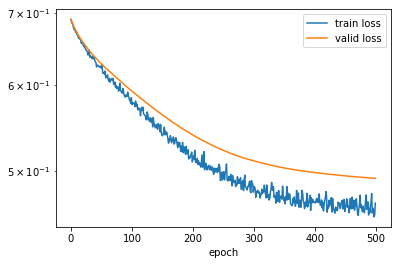 7 × 10⁻¹
6 × 10⁻¹
5 × 10⁻¹
train loss
valid loss
0 100 200 300 400 500
epoch